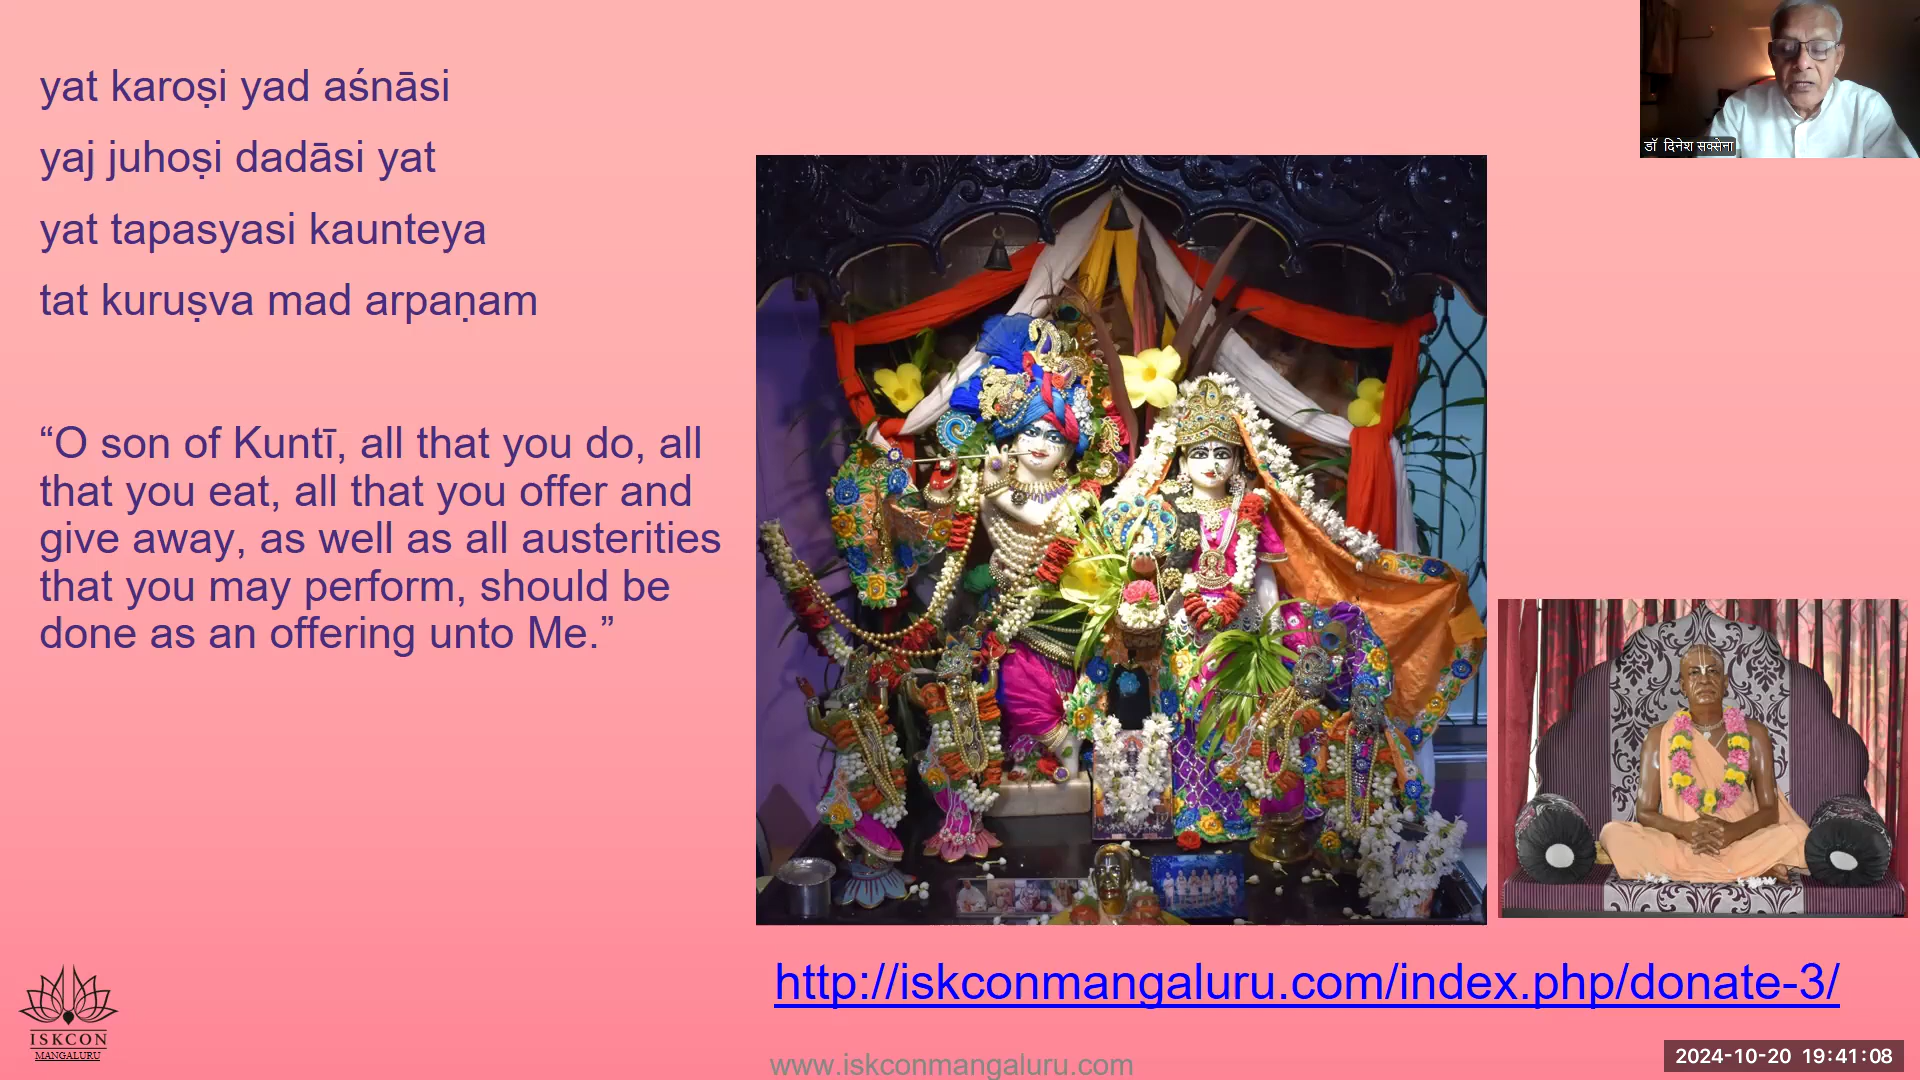 yat karoṣi yad aśnāsi
yaj juhoṣi dadāsi yat
yat tapasyasi kaunteya
tat kuruṣva mad arpaṇam
“O son of Kuntī, all that you do, all
that you eat, all that you offer and
give away, as well as all austerities
that you may perform, should be
done as an offering unto Me.”
डॉ दिनेश सक्सेना
http://iskconmangaluru.com/index.php/donate-3/
ISKCON
MANGALURU
www.iskconmangaluru.com
2024-10-20 19:41:08